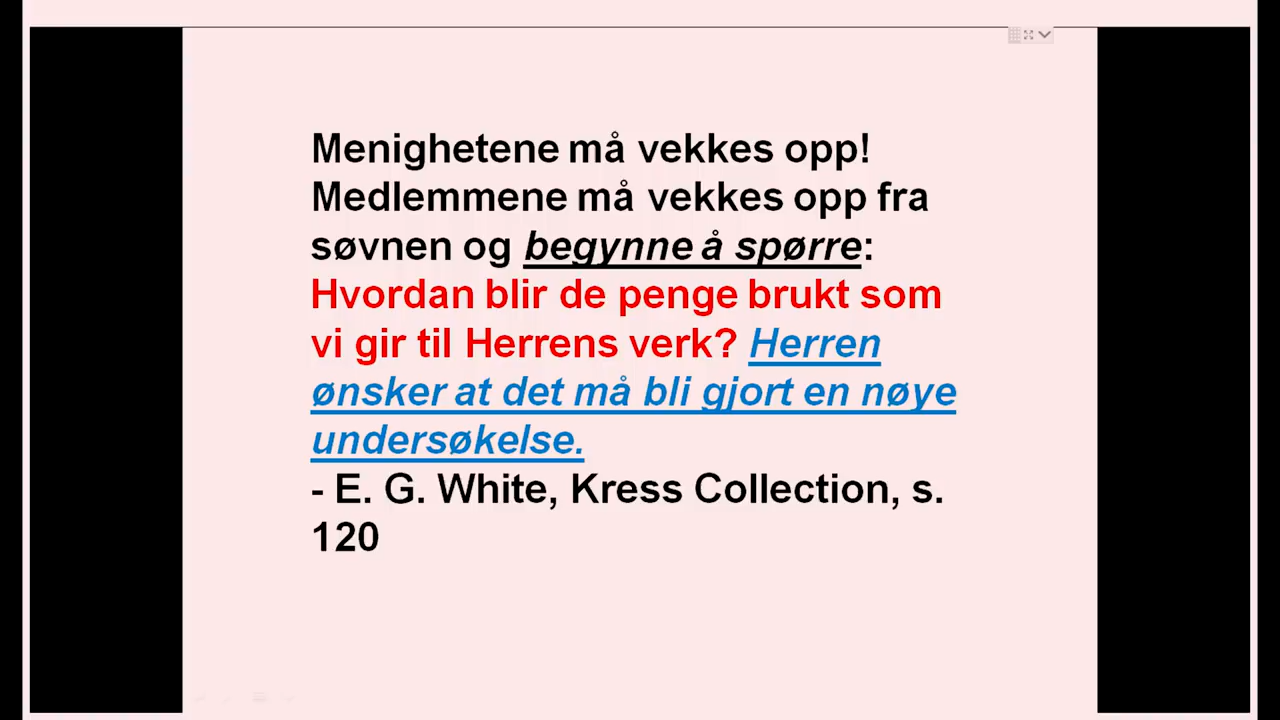 Menighetene må vekkes opp!
Medlemmene må vekkes opp fra
søvnen og begynne å spørre:
Hvordan blir de penge brukt som
vi gir til Herrens verk? Herren
ønsker at det må bli gjort en nøye
undersøkelse.
- E. G. White, Kress Collection, s.
120